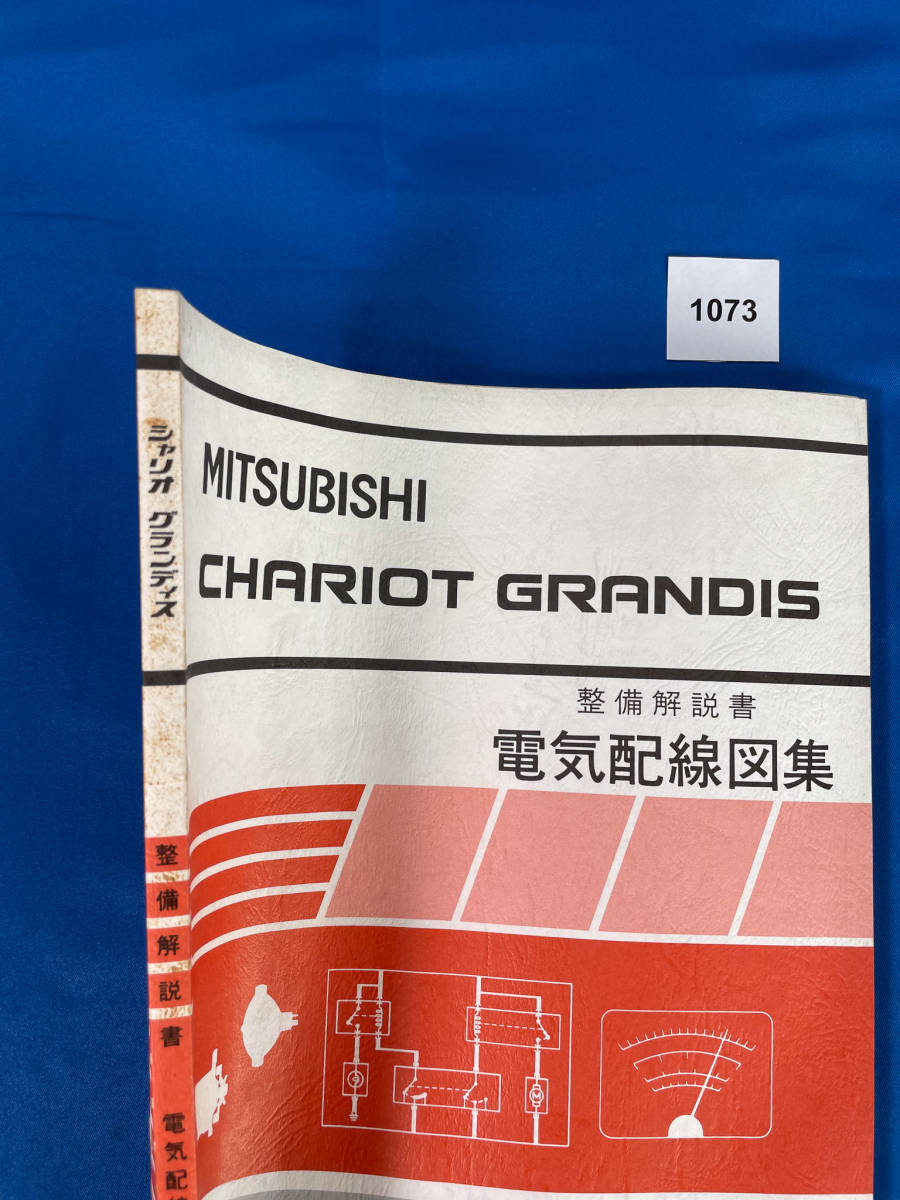 1073
MITSUBISHI
CHARIOT GRANDIS
整備解説書
電気配線図集
シャリオ グランディス
整備解説書 電気配
M